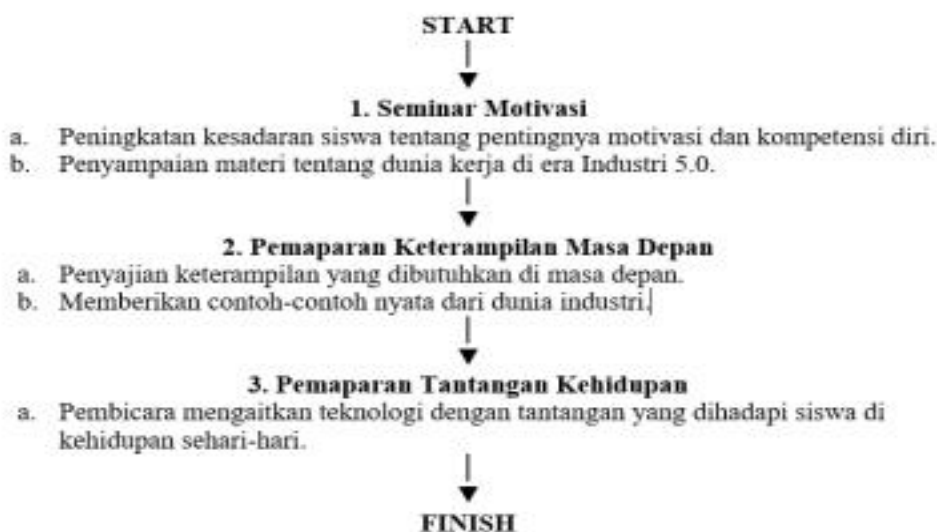 START
1. Seminar Motivasi
a. Peningkatan kesadaran siswa tentang pentingnya motivasi dan kompetensi diri.
b. Penyampaian materi tentang dunia kerja di era Industri 5.0.
2. Pemaparan Keterampilan Masa Depan
a. Penyajian keterampilan yang dibutuhkan di masa depan.
b. Memberikan contoh-contoh nyata dari dunia industri.
3. Pemaparan Tantangan Kehidupan
a. Pembicara mengaitkan teknologi dengan tantangan yang dihadapi siswa di
kehidupan sehari-hari.
FINISH